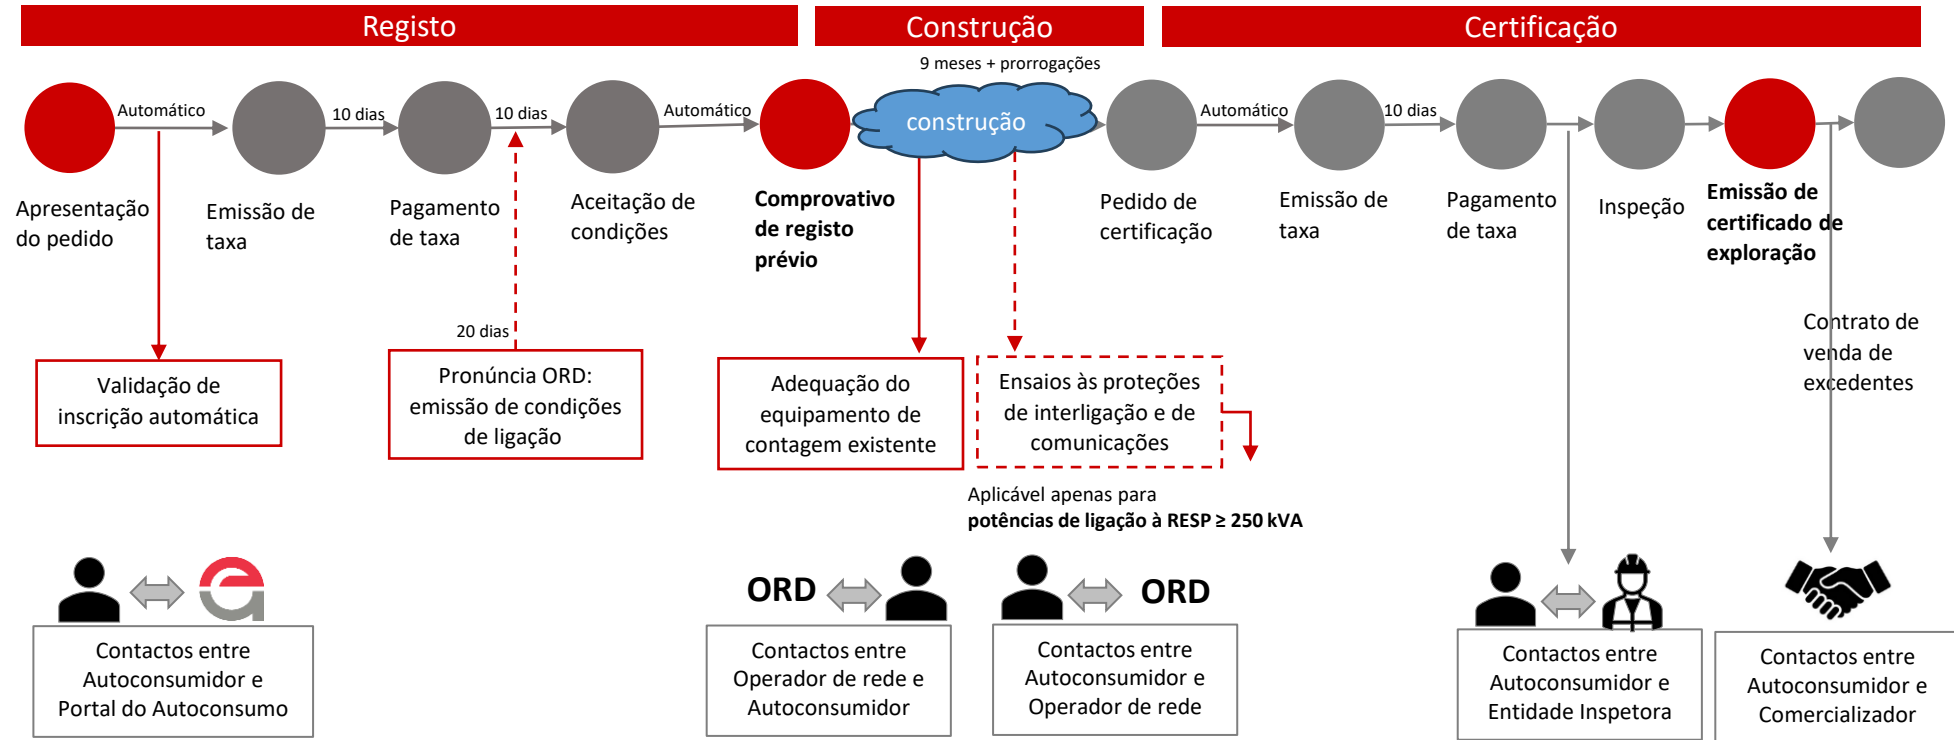 Registo
Construção
Certificação
9 meses + prorrogações
Automático
10 dias
10 dias
Automático
construção
Automático
10 dias
Apresentação
do pedido
Emissão de
taxa
Pagamento
de taxa
Aceitação de
condições
Comprovativo
de registo
prévio
Pedido de
certificação
Emissão de
taxa
Pagamento
de taxa
Inspeção
Emissão de
certificado de
exploração
Contrato de
venda de
excedentes
20 dias
Validação de
inscrição automática
Pronúncia ORD:
emissão de condições
de ligação
Adequação do
equipamento de
contagem existente
Ensaios às proteções
de interligação e de
comunicações
Aplicável apenas para
potências de ligação à RESP ≥ 250 kVA
ORD
ORD
Contactos entre
Autoconsumidor e
Portal do Autoconsumo
Contactos entre
Operador de rede e
Autoconsumidor
Contactos entre
Autoconsumidor e
Operador de rede
Contactos entre
Autoconsumidor e
Entidade Inspetora
Contactos entre
Autoconsumidor e
Comercializador